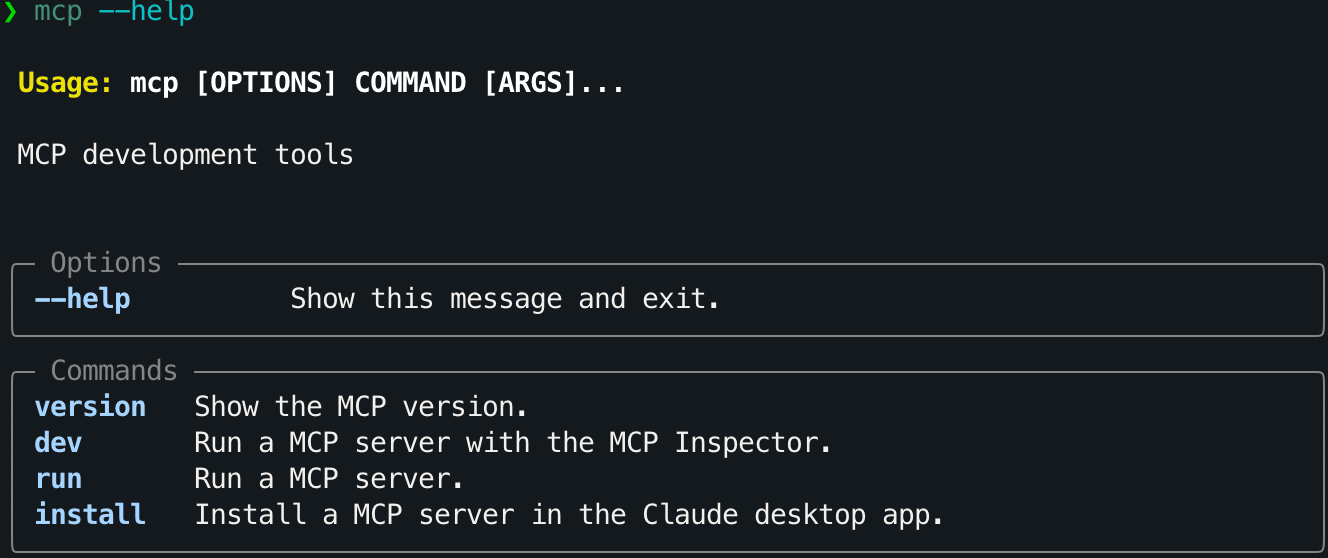 ❯ mcp --help
Usage: mcp [OPTIONS] COMMAND [ARGS]...
MCP development tools
Options
--help Show this message and exit.
Commands
version Show the MCP version.
dev Run a MCP server with the MCP Inspector.
run Run a MCP server.
install Install a MCP server in the Claude desktop app.